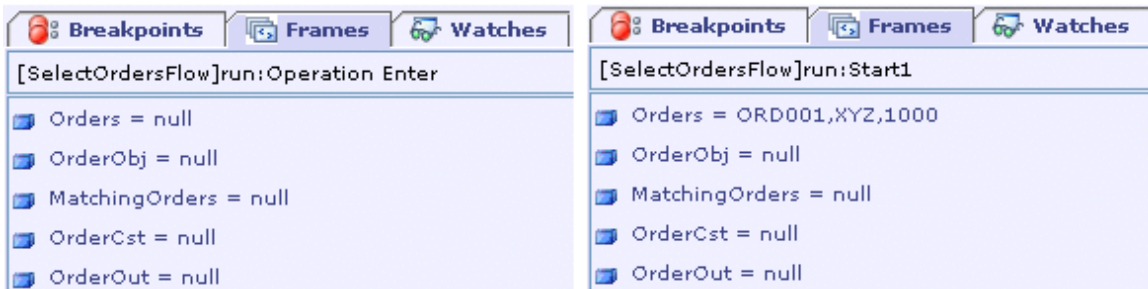 Breakpoints Frames Watches
[SelectOrdersFlow]run:Operation Enter
Orders = null
OrderObj = null
MatchingOrders = null
OrderCst = null
OrderOut = null
Breakpoints Frames Watches
[SelectOrdersFlow]run:Start1
Orders = ORD001,XYZ,1000
OrderObj = null
MatchingOrders = null
OrderCst = null
OrderOut = null